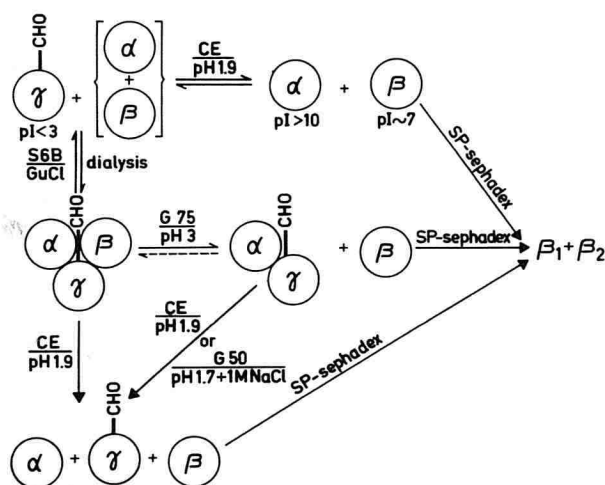 CHO
γ + { α + β } CE α + β
pH 1.9
pI<3 pI>10 pI~7
S6B dialysis
GuCl
SP-sephadex
CHO CHO
α β γ G 75 α γ + β SP-sephadex β1+β2
pH 3
CE CE
pH 1.9 pH 1.9
or
G 50
pH 1.7+1M NaCl
SP-sephadex
CHO
α + γ + β